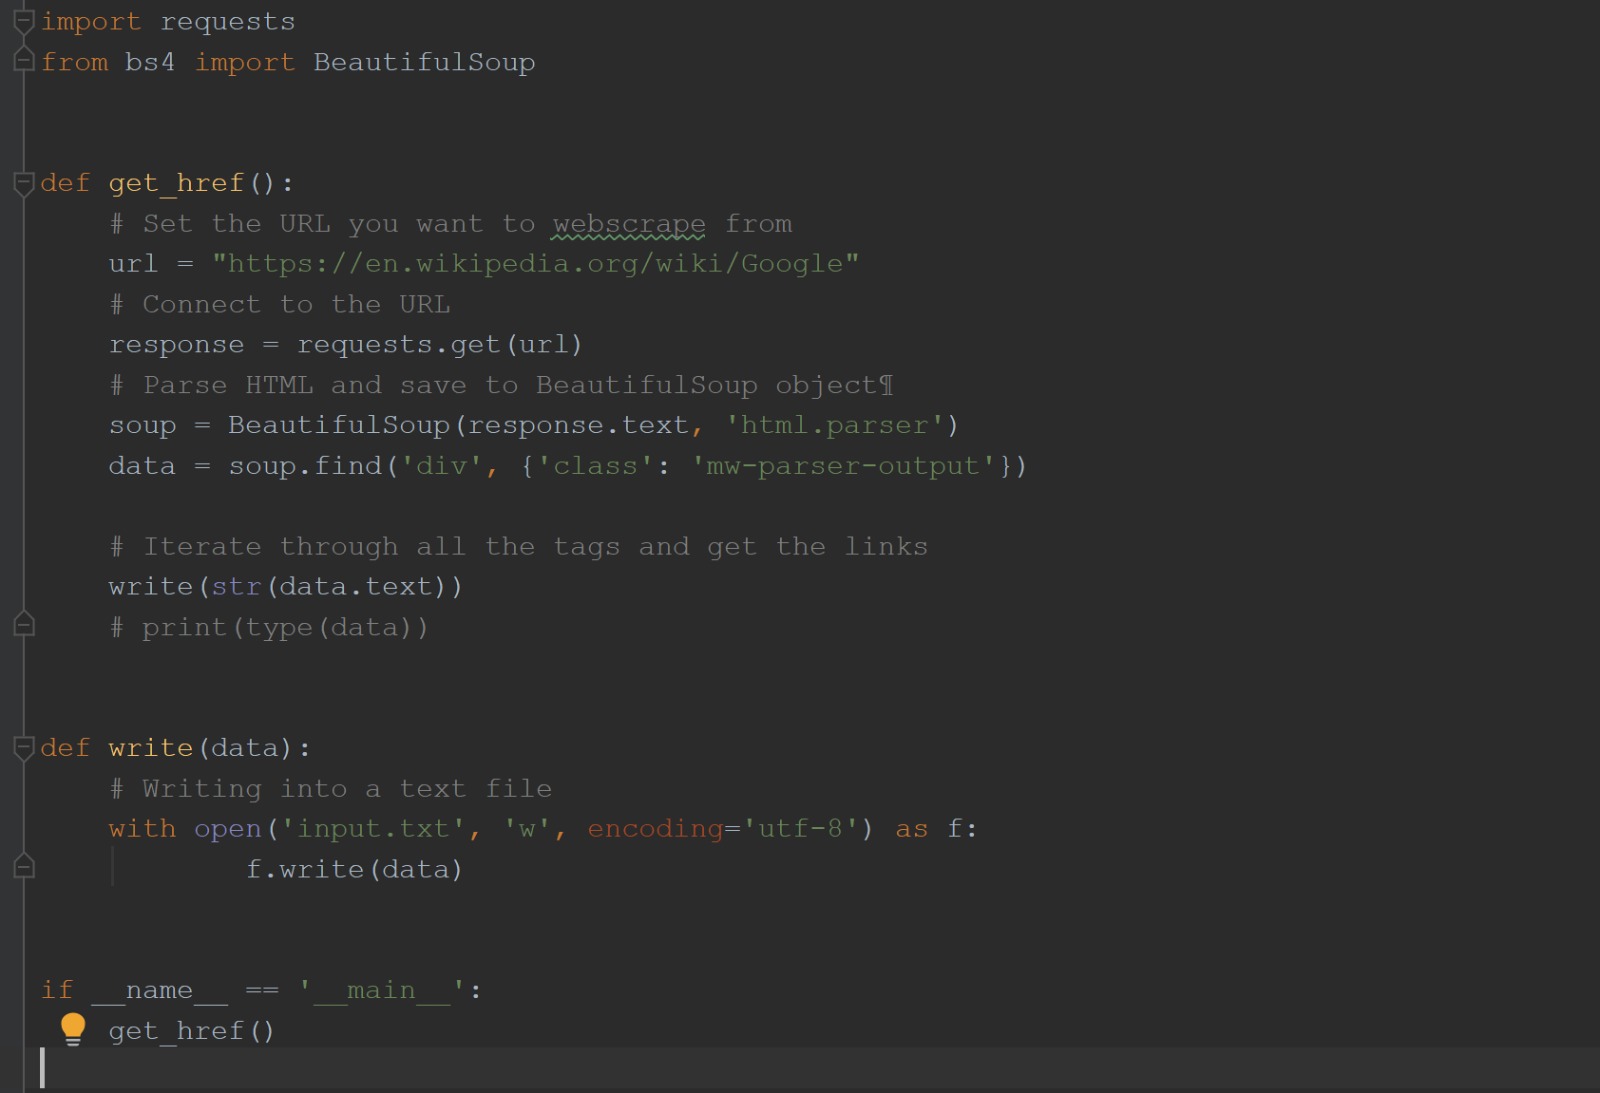 import requests
from bs4 import BeautifulSoup
def get_href():
    # Set the URL you want to webscrape from
    url = "https://en.wikipedia.org/wiki/Google"
    # Connect to the URL
    response = requests.get(url)
    # Parse HTML and save to BeautifulSoup object¶
    soup = BeautifulSoup(response.text, 'html.parser')
    data = soup.find('div', {'class': 'mw-parser-output'})
    # Iterate through all the tags and get the links
    write(str(data.text))
    # print(type(data))
def write(data):
    # Writing into a text file
    with open('input.txt', 'w', encoding='utf-8') as f:
            f.write(data)
if __name__ == '__main__':
    get_href()